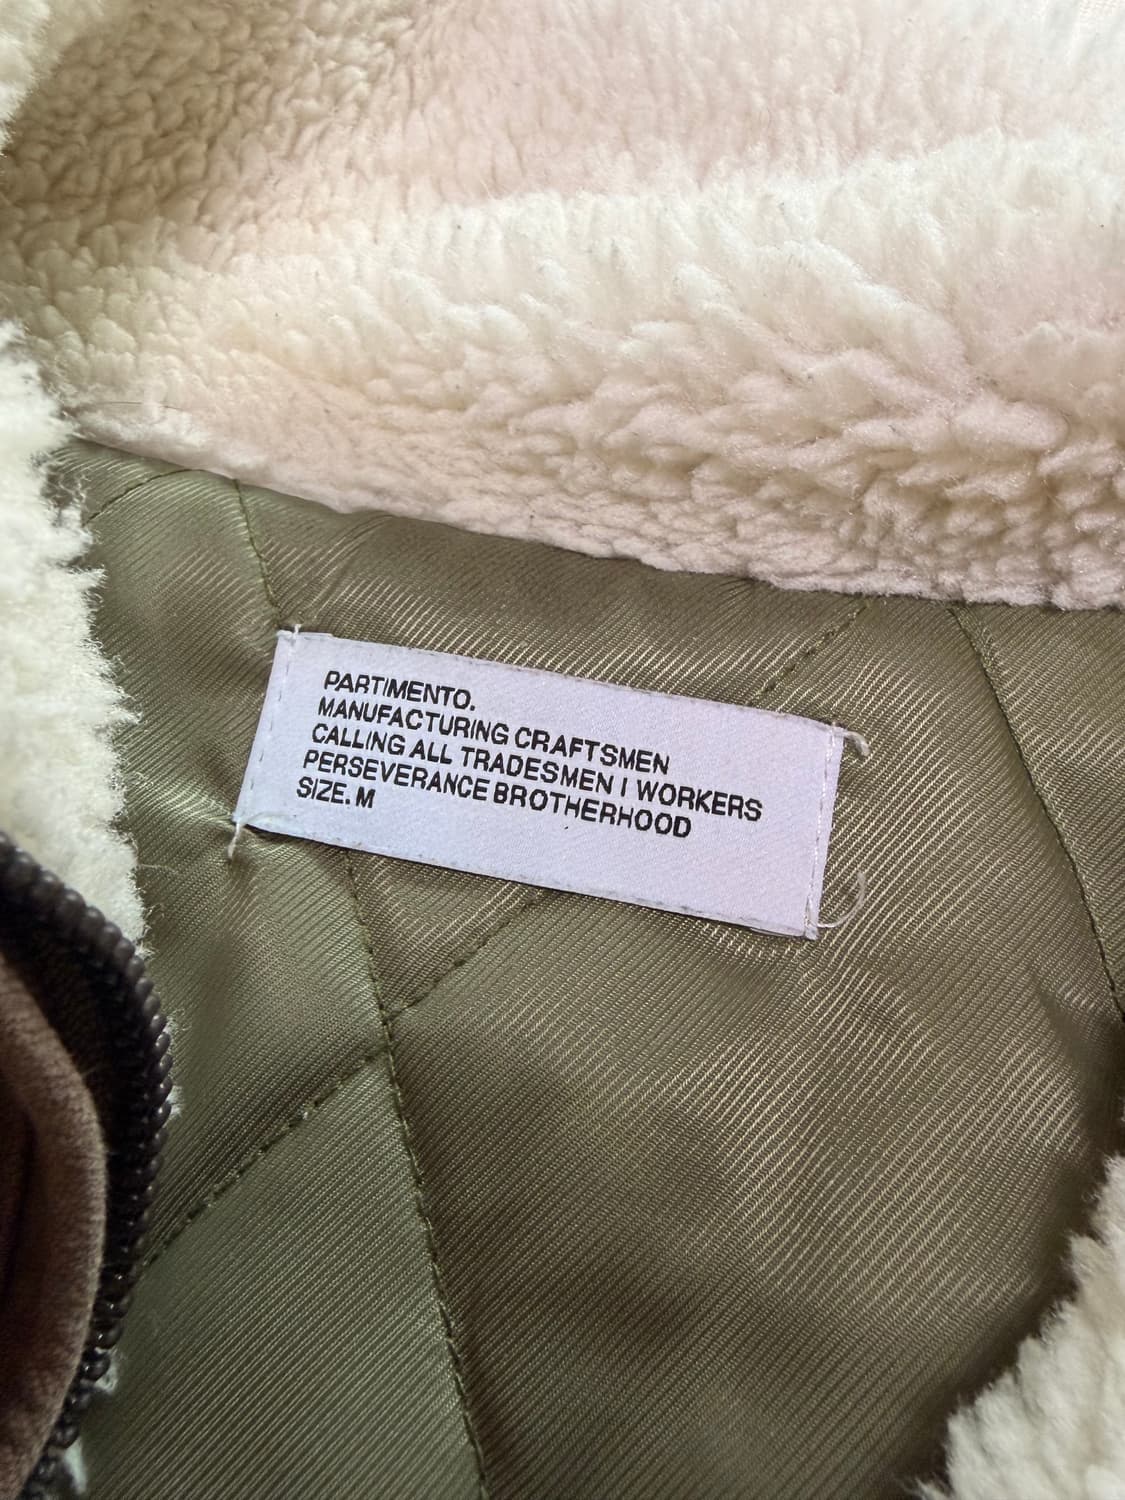 PARTIMENTO.
MANUFACTURING CRAFTSMEN
CALLING ALL TRADESMEN I WORKERS
PERSEVERANCE BROTHERHOOD
SIZE. M